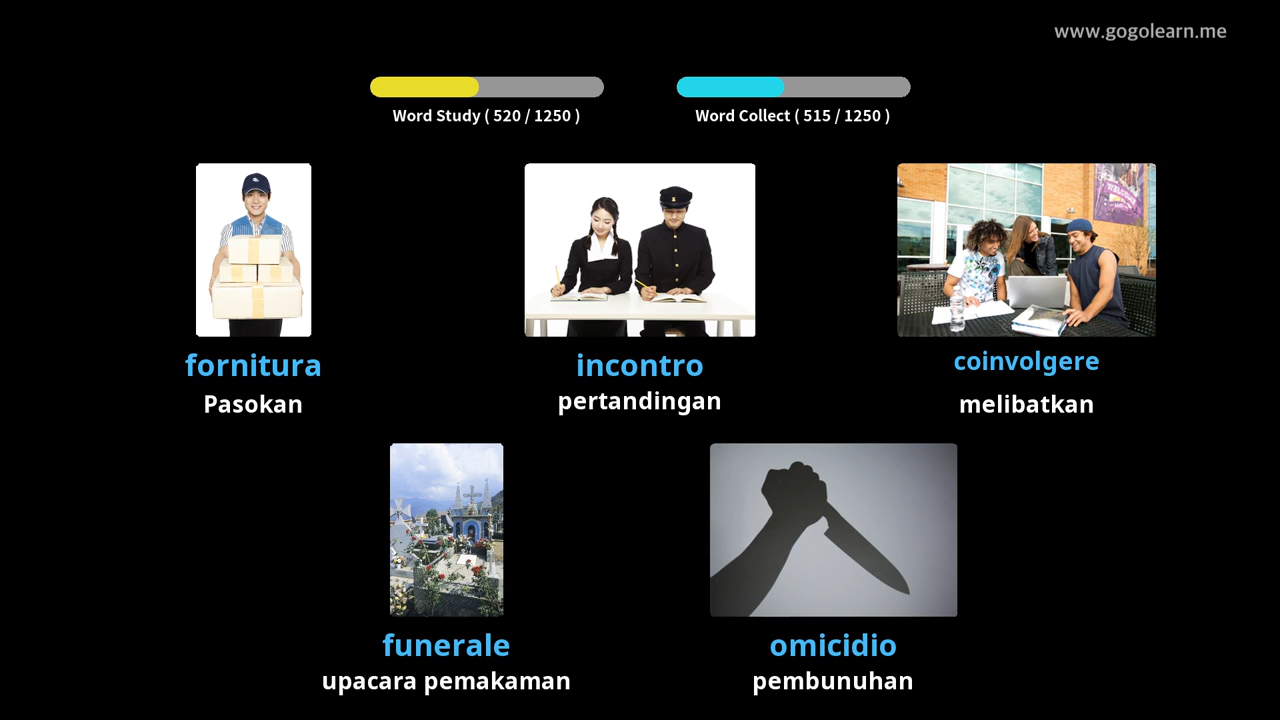 www.gogolearn.me
Word Study ( 520 / 1250 )
Word Collect ( 515 / 1250 )
WELCOME
fornitura
Pasokan
incontro
pertandingan
coinvolgere
melibatkan
funerale
upacara pemakaman
omicidio
pembunuhan